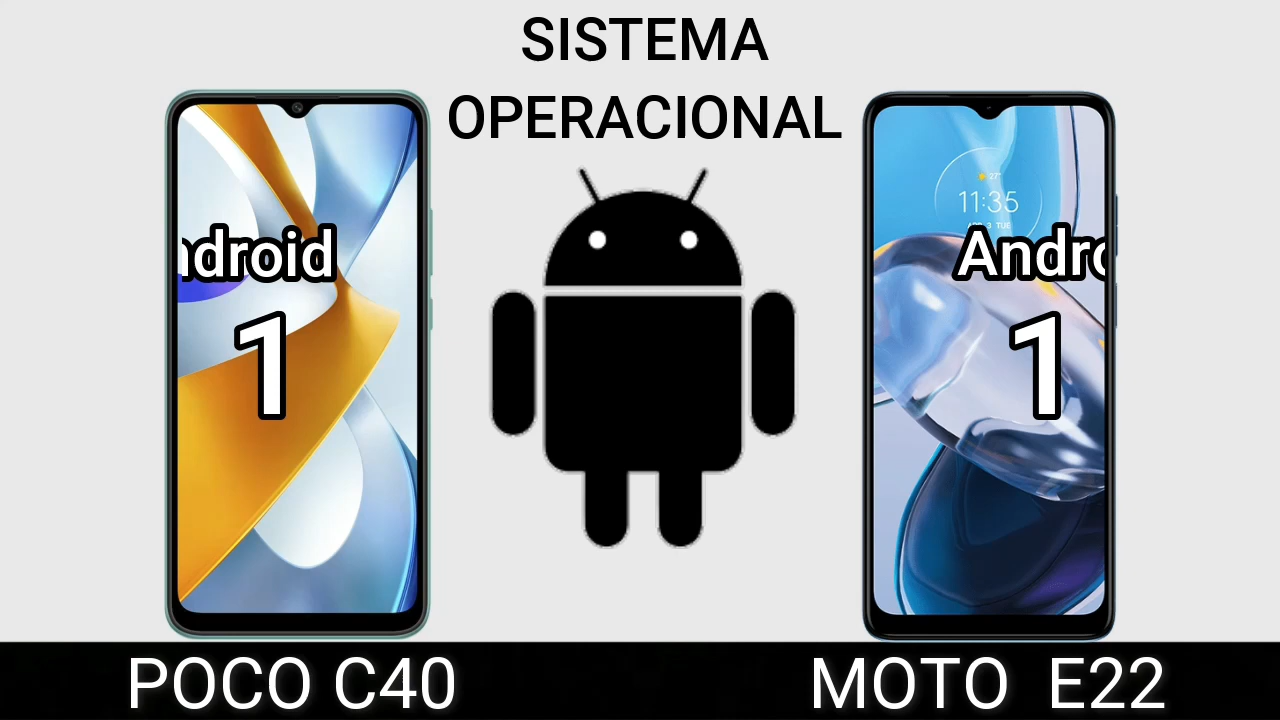 SISTEMA
OPERACIONAL
ndroid
1
11:35
Andro
1
POCO C40
MOTO E22